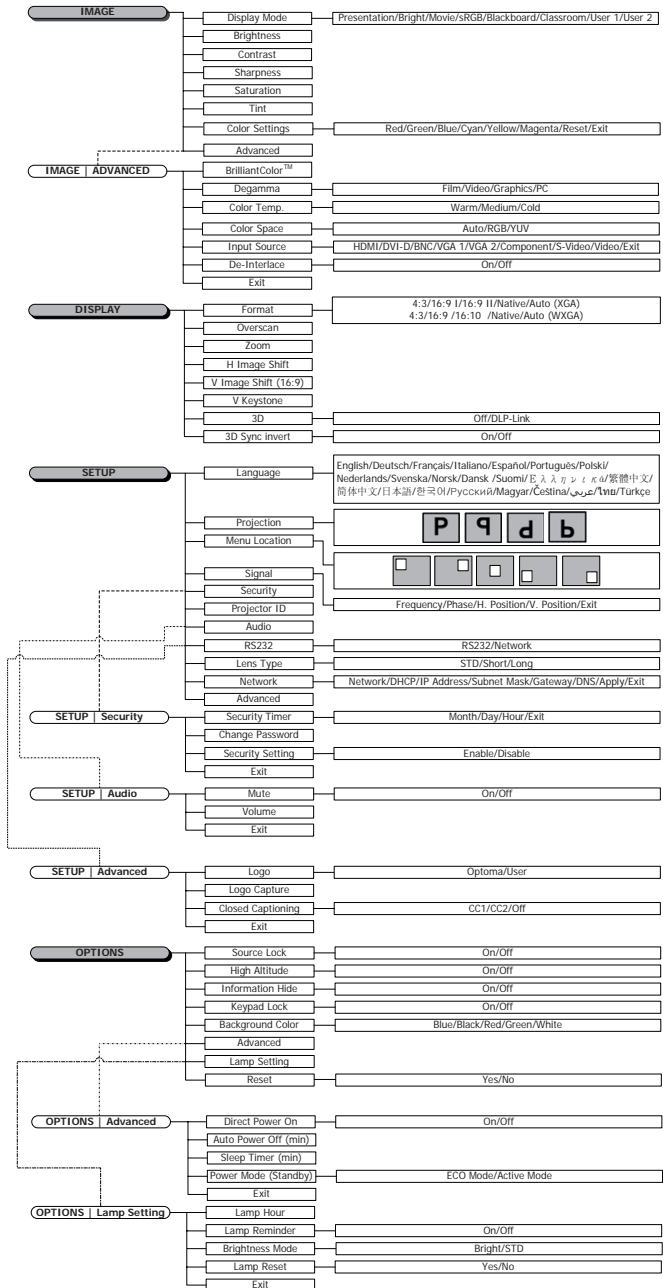 IMAGE
Display Mode
Presentation/Bright/Movie/sRGB/Blackboard/Classroom/User 1/User 2
Brightness
Contrast
Sharpness
Saturation
Tint
Color Settings
Red/Green/Blue/Cyan/Yellow/Magenta/Reset/Exit
Advanced
IMAGE | ADVANCED
BrilliantColor™
Degamma
Film/Video/Graphics/PC
Color Temp.
Warm/Medium/Cold
Color Space
Auto/RGB/YUV
Input Source
HDMI/DVI-D/BNC/VGA 1/VGA 2/Component/S-Video/Video/Exit
De-Interlace
On/Off
Exit
DISPLAY
Format
4:3/16:9 I/16:9 II/Native/Auto (XGA)
4:3/16:9 /16:10 /Native/Auto (WXGA)
Overscan
Zoom
H Image Shift
V Image Shift (16:9)
V Keystone
3D
Off/DLP-Link
3D Sync invert
On/Off
SETUP
Language
English/Deutsch/Français/Italiano/Español/Português/Polski/
Nederlands/Svenska/Norsk/Dansk /Suomi/Ελληνικά/繁體中文/
简体中文/日本語/한국어/Русский/Magyar/Čeština/عربي/ไทย/Türkçe
Projection
P P P P
Menu Location
Signal
Frequency/Phase/H. Position/V. Position/Exit
Security
Projector ID
Audio
RS232
RS232/Network
Lens Type
STD/Short/Long
Network
Network/DHCP/IP Address/Subnet Mask/Gateway/DNS/Apply/Exit
Advanced
SETUP | Security
Security Timer
Month/Day/Hour/Exit
Change Password
Security Setting
Enable/Disable
Exit
SETUP | Audio
Mute
On/Off
Volume
Exit
SETUP | Advanced
Logo
Optoma/User
Logo Capture
Closed Captioning
CC1/CC2/Off
Exit
OPTIONS
Source Lock
On/Off
High Altitude
On/Off
Information Hide
On/Off
Keypad Lock
On/Off
Background Color
Blue/Black/Red/Green/White
Advanced
Lamp Setting
Reset
Yes/No
OPTIONS | Advanced
Direct Power On
On/Off
Auto Power Off (min)
Sleep Timer (min)
Power Mode (Standby)
ECO Mode/Active Mode
Exit
OPTIONS | Lamp Setting
Lamp Hour
Lamp Reminder
On/Off
Brightness Mode
Bright/STD
Lamp Reset
Yes/No
Exit